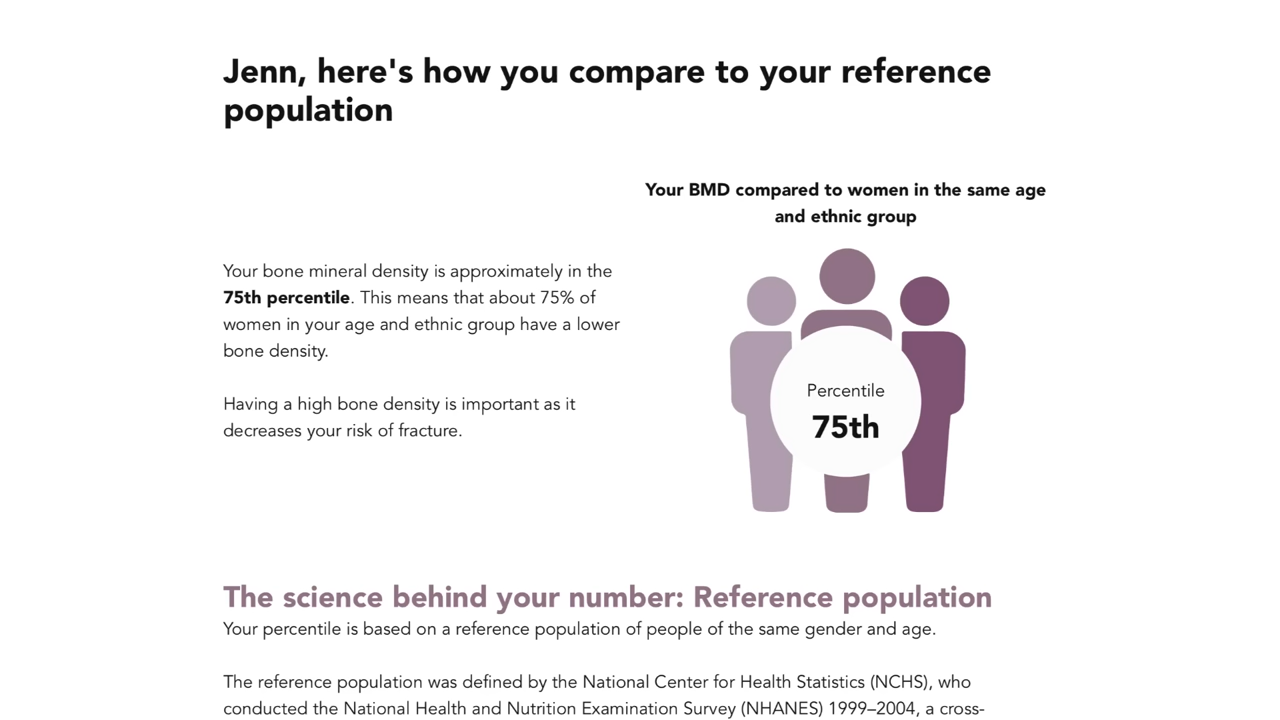 Jenn, here's how you compare to your reference
population
Your BMD compared to women in the same age
and ethnic group
Your bone mineral density is approximately in the
75th percentile. This means that about 75% of
women in your age and ethnic group have a lower
bone density.
Having a high bone density is important as it
decreases your risk of fracture.
Percentile
75th
The science behind your number: Reference population
Your percentile is based on a reference population of people of the same gender and age.
The reference population was defined by the National Center for Health Statistics (NCHS), who
conducted the National Health and Nutrition Examination Survey (NHANES) 1999–2004, a cross-